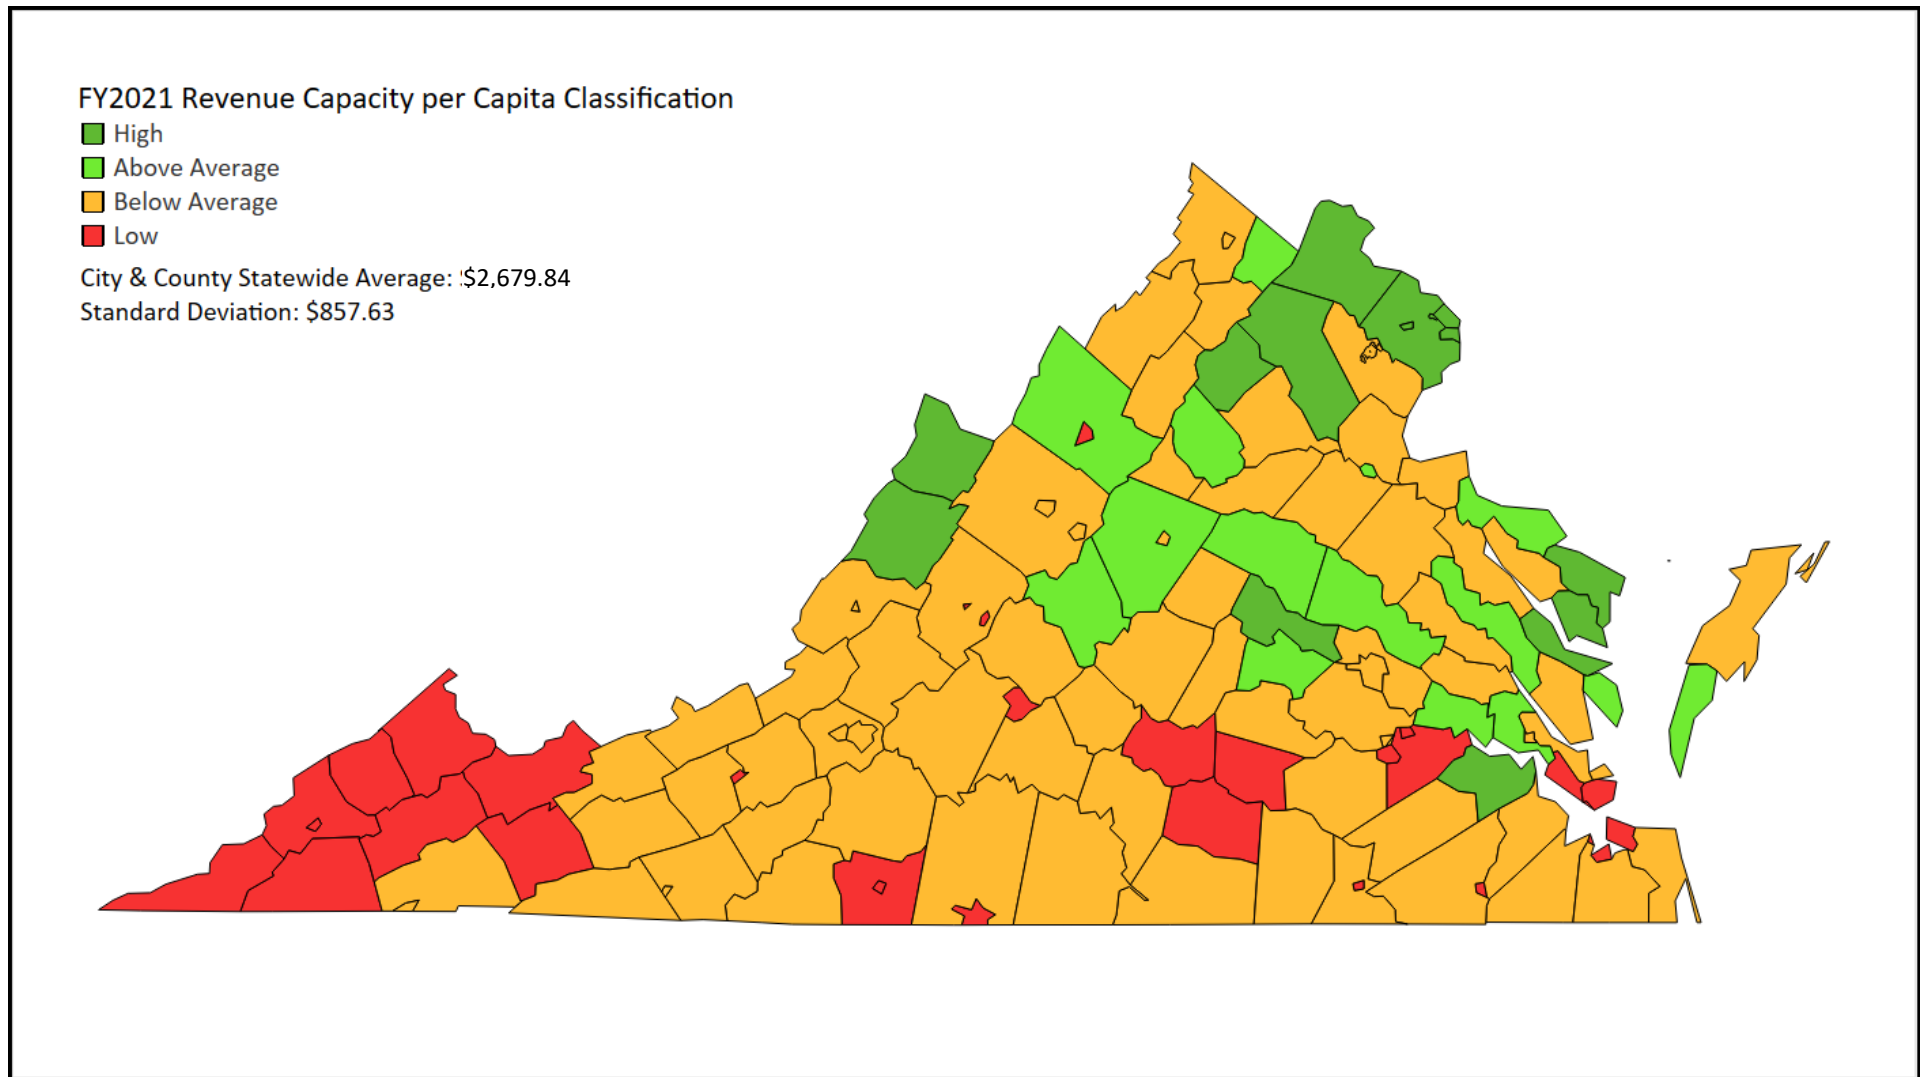 FY2021 Revenue Capacity per Capita Classification
High
Above Average
Below Average
Low
City & County Statewide Average: $2,679.84
Standard Deviation: $857.63